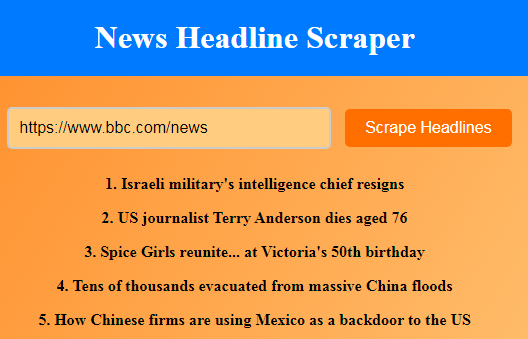 News Headline Scraper
https://www.bbc.com/news
Scrape Headlines
1. Israeli military's intelligence chief resigns
2. US journalist Terry Anderson dies aged 76
3. Spice Girls reunite... at Victoria's 50th birthday
4. Tens of thousands evacuated from massive China floods
5. How Chinese firms are using Mexico as a backdoor to the US